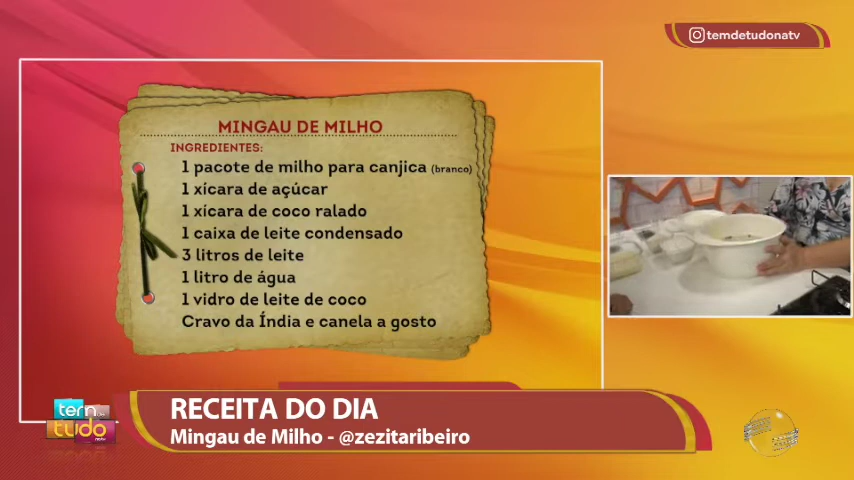 temdetudonatv
MINGAU DE MILHO
INGREDIENTES:
1 pacote de milho para canjica (branco)
1 xícara de açúcar
1 xícara de coco ralado
1 caixa de leite condensado
3 litros de leite
1 litro de água
1 vidro de leite de coco
Cravo da Índia e canela a gosto
RECEITA DO DIA
Mingau de Milho - @zezitaribeiro
tem de
tudo